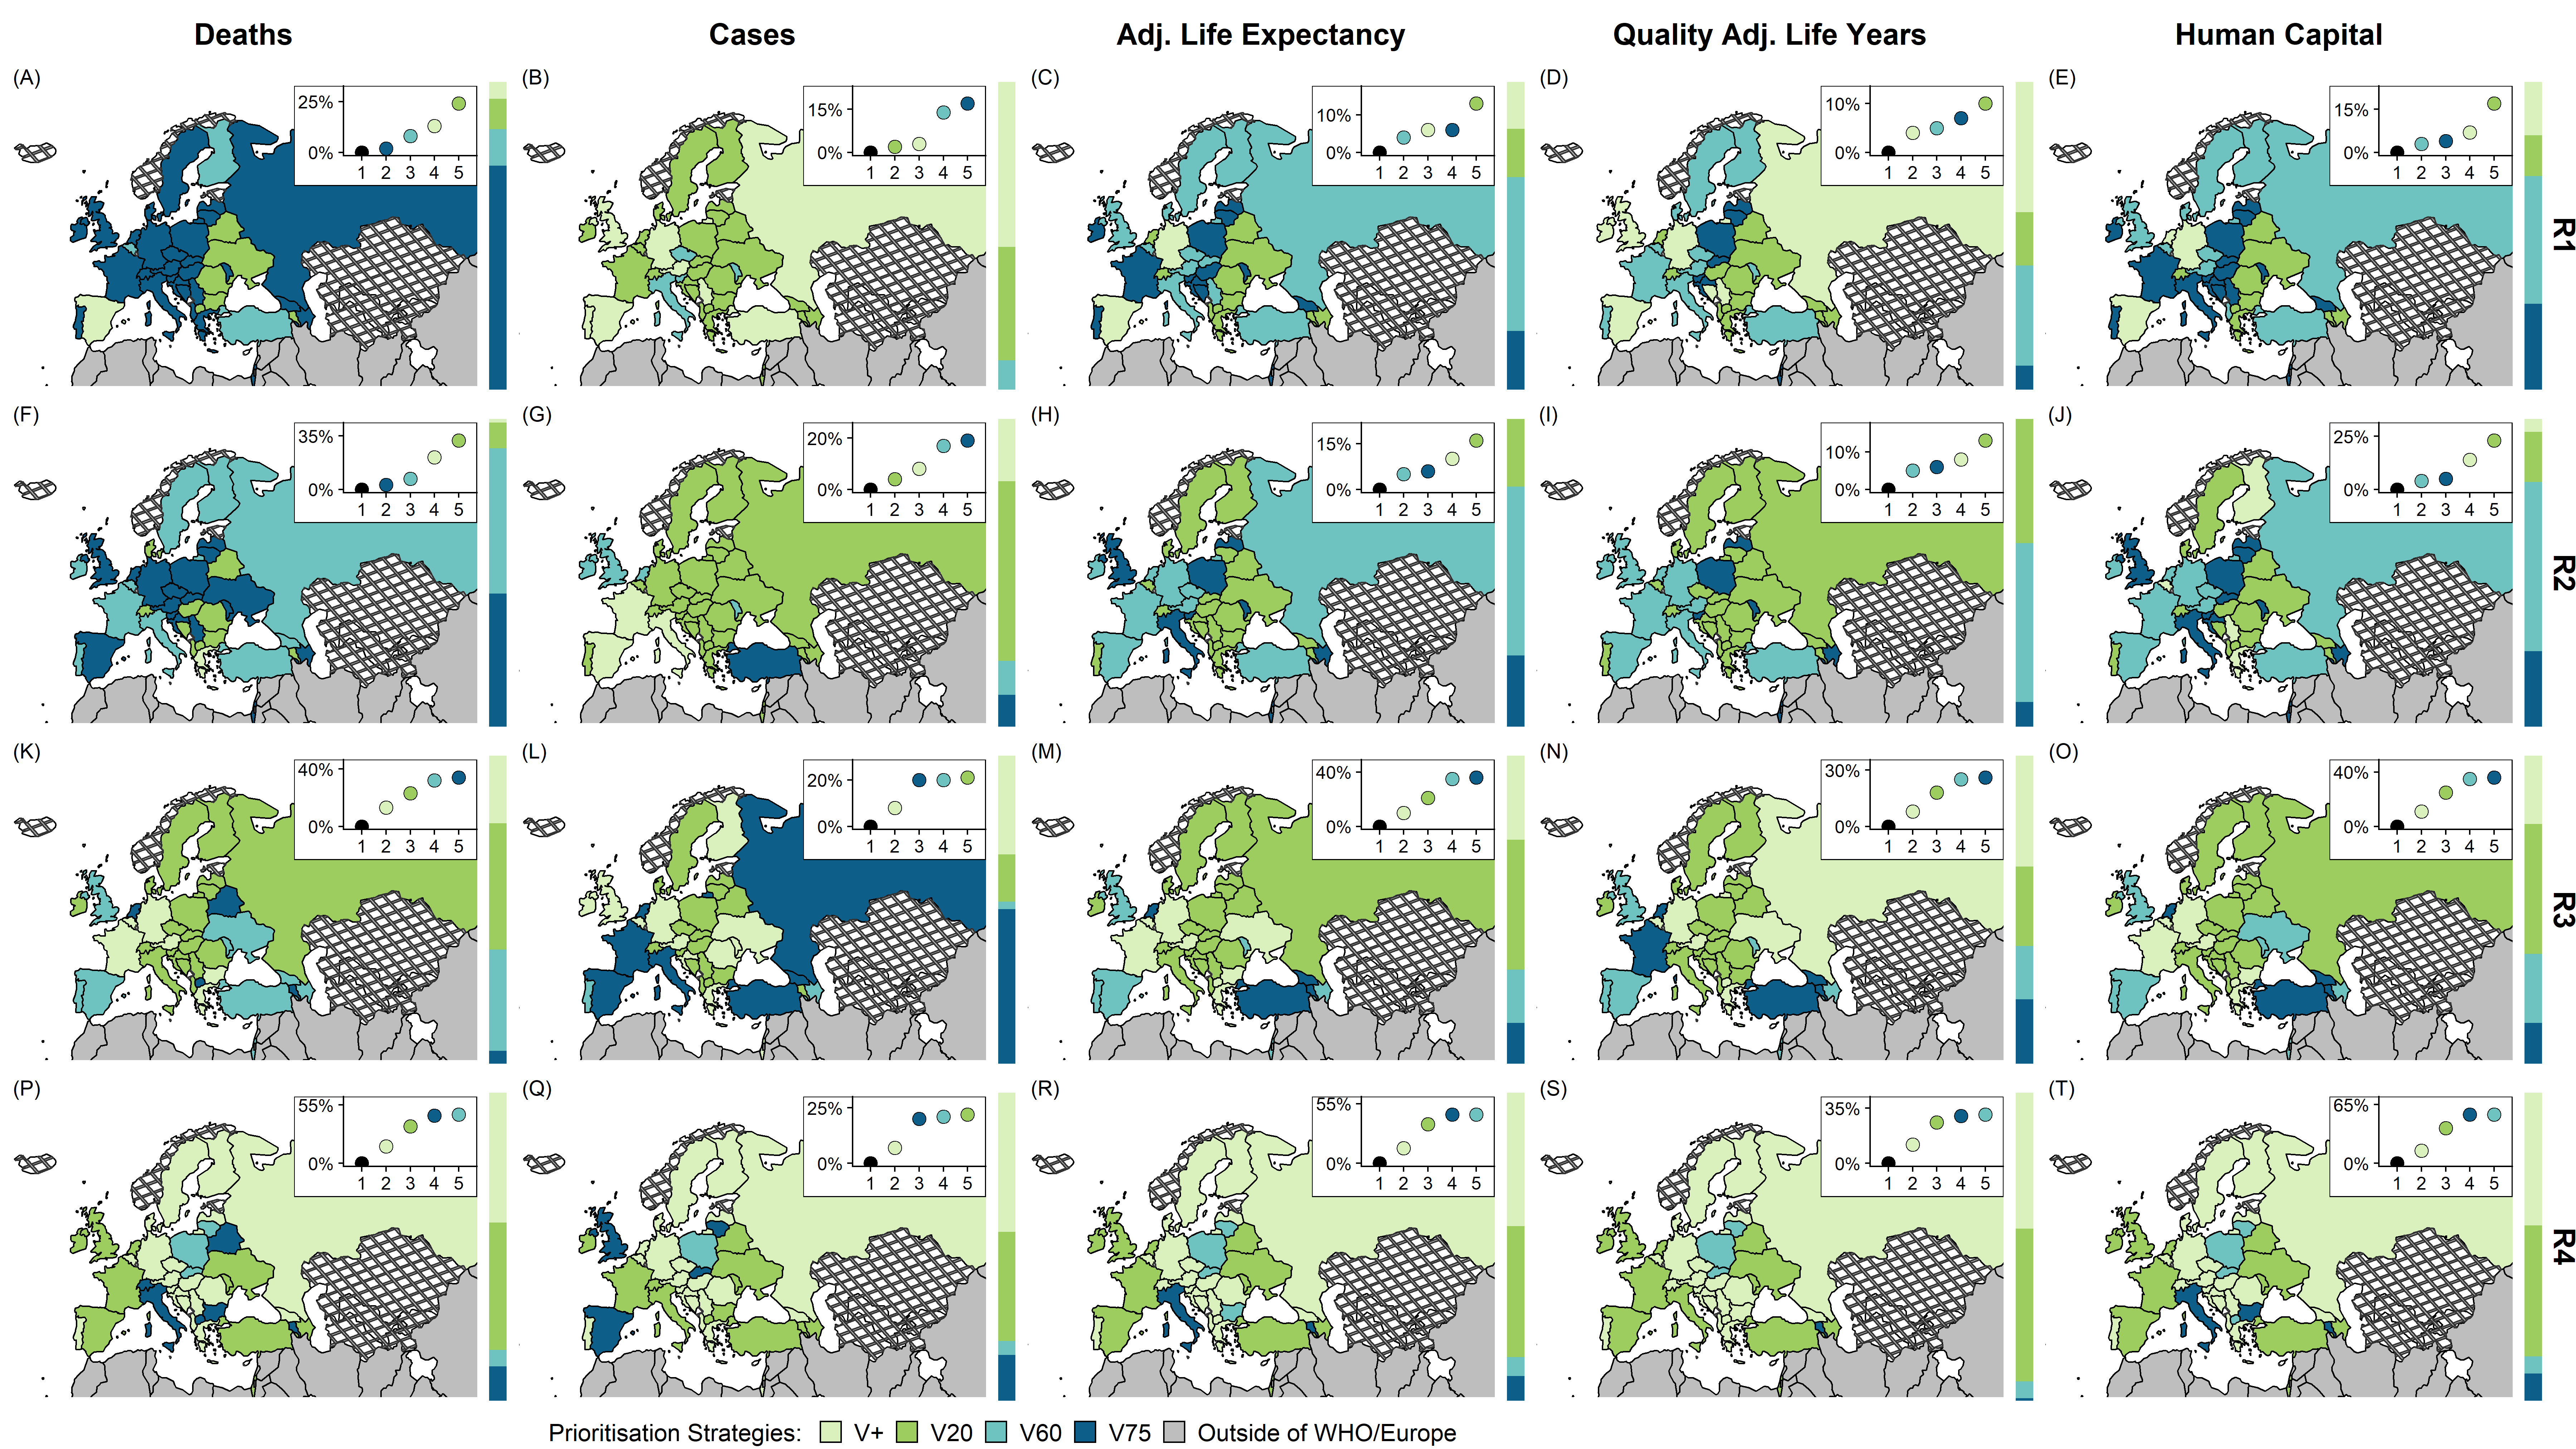 Deaths Cases Adj. Life Expectancy Quality Adj. Life Years Human Capital
(A) (B) (C) (D) (E)
25% 15% 10% 10% 15%
0% 0% 0% 0% 0%
1 2 3 4 5 1 2 3 4 5 1 2 3 4 5 1 2 3 4 5 1 2 3 4 5
R1
(F) (G) (H) (I) (J)
35% 20% 15% 10% 25%
0% 0% 0% 0% 0%
1 2 3 4 5 1 2 3 4 5 1 2 3 4 5 1 2 3 4 5 1 2 3 4 5
R2
(K) (L) (M) (N) (O)
40% 20% 40% 30% 40%
0% 0% 0% 0% 0%
1 2 3 4 5 1 2 3 4 5 1 2 3 4 5 1 2 3 4 5 1 2 3 4 5
R3
(P) (Q) (R) (S) (T)
55% 25% 55% 35% 65%
0% 0% 0% 0% 0%
1 2 3 4 5 1 2 3 4 5 1 2 3 4 5 1 2 3 4 5 1 2 3 4 5
R4
Prioritisation Strategies: V+ V20 V60 V75 Outside of WHO/Europe